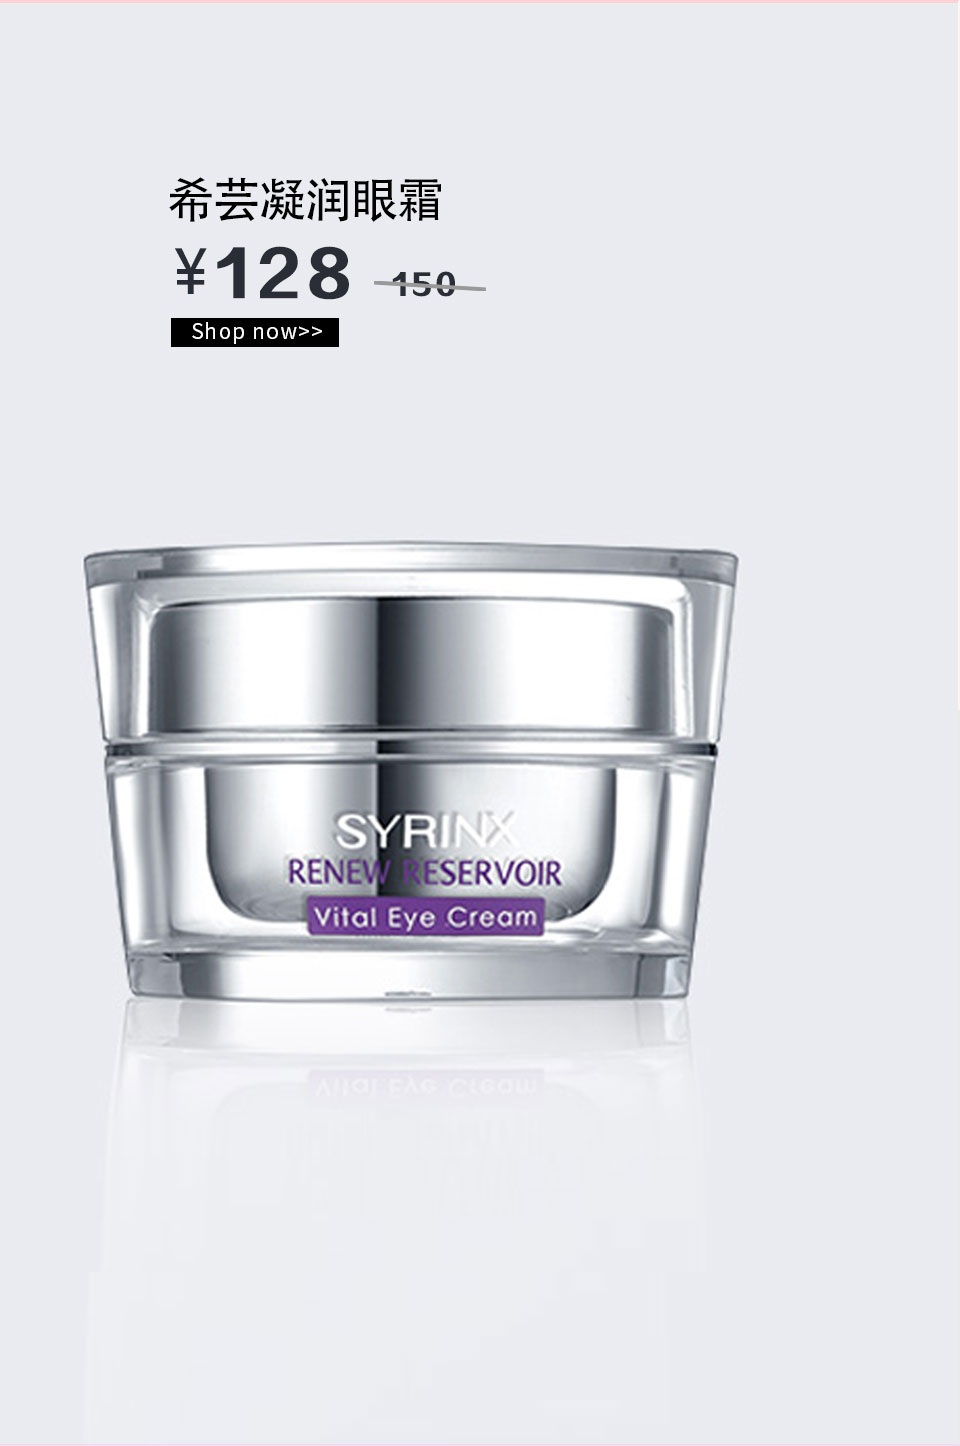 希芸凝润眼霜
¥128 150
Shop now>>
SYRINX
RENEW RESERVOIR
Vital Eye Cream